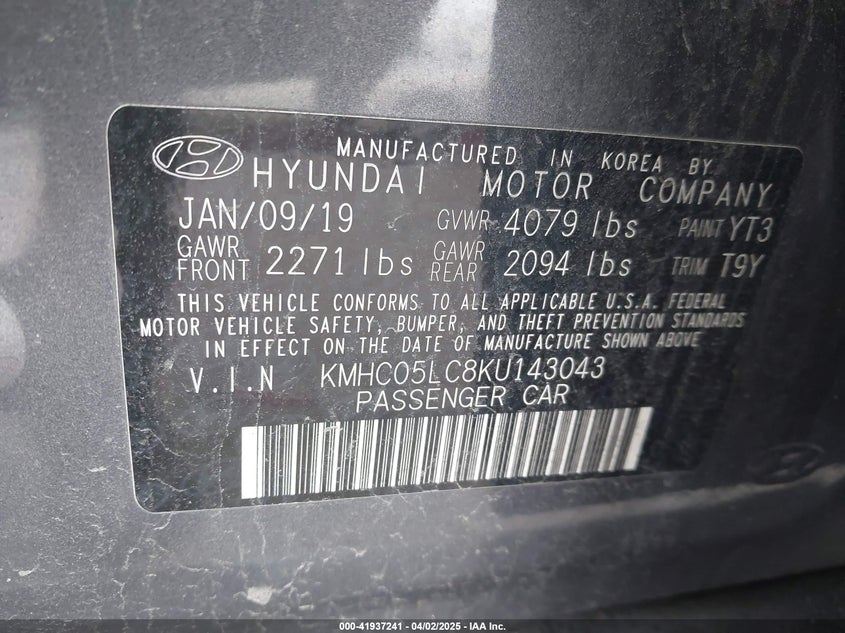 MANUFACTURED IN KOREA BY:
HYUNDAI MOTOR COMPANY
JAN/09/19 GVWR 4079 lbs PAINT YT3
GAWR FRONT 2271 lbs GAWR REAR 2094 lbs TRIM T9Y
THIS VEHICLE CONFORMS TO ALL APPLICABLE U.S.A. FEDERAL
MOTOR VEHICLE SAFETY, BUMPER, AND THEFT PREVENTION STANDARDS
IN EFFECT ON THE DATE OF MANUFACTURE SHOWN ABOVE
V.I.N KMHC05LC8KU143043
PASSENGER CAR
000-41937241 - 04/02/2025 - IAA Inc.